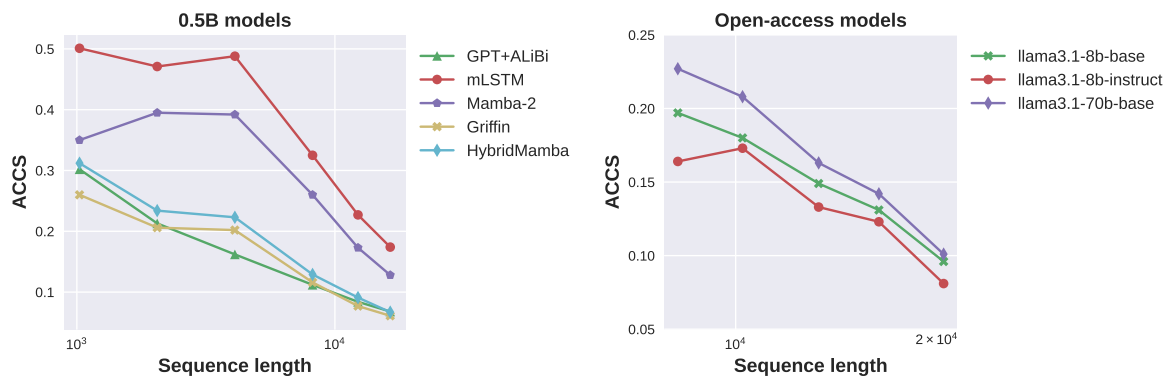 0.5B models
ACCS
0.5
0.4
0.3
0.2
0.1
10³
10⁴
Sequence length
GPT+ALiBi
mLSTM
Mamba-2
Griffin
HybridMamba
Open-access models
ACCS
0.25
0.20
0.15
0.10
0.05
10⁴
2 × 10⁴
Sequence length
llama3.1-8b-base
llama3.1-8b-instruct
llama3.1-70b-base